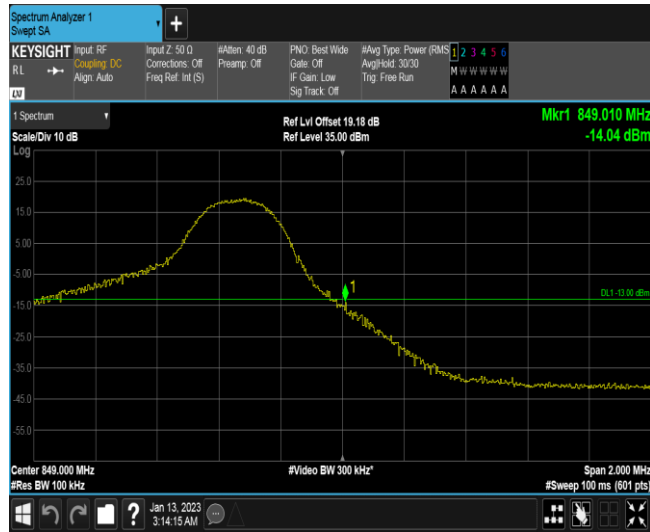 Spectrum Analyzer 1
Swept SA
KEYSIGHT
RL
LXI
Input: RF
Coupling: DC
Align: Auto
Input Z: 50 Ω
Corrections: Off
Freq Ref: Int (S)
#Atten: 40 dB
Preamp: Off
PNO: Best Wide
Gate: Off
IF Gain: Low
Sig Track: Off
#Avg Type: Power (RMS
Avg|Hold: 30/30
Trig: Free Run
1 2 3 4 5 6
M W W W W W
A A A A A A
1 Spectrum
Scale/Div 10 dB
Log
Ref Lvl Offset 19.18 dB
Ref Level 35.00 dBm
Mkr1 849.010 MHz
-14.04 dBm
25.0
15.0
5.00
-5.00
-15.0
-25.0
-35.0
-45.0
-55.0
1
DL1 -13.00 dBm
Center 849.000 MHz
#Res BW 100 kHz
#Video BW 300 kHz*
Span 2.000 MHz
#Sweep 100 ms (601 pts)
?
Jan 13, 2023
3:14:15 AM